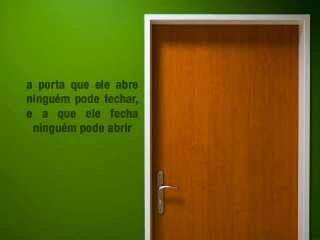 a porta que ele abre
ninguém pode fechar,
e a que ele fecha
ninguém pode abrir